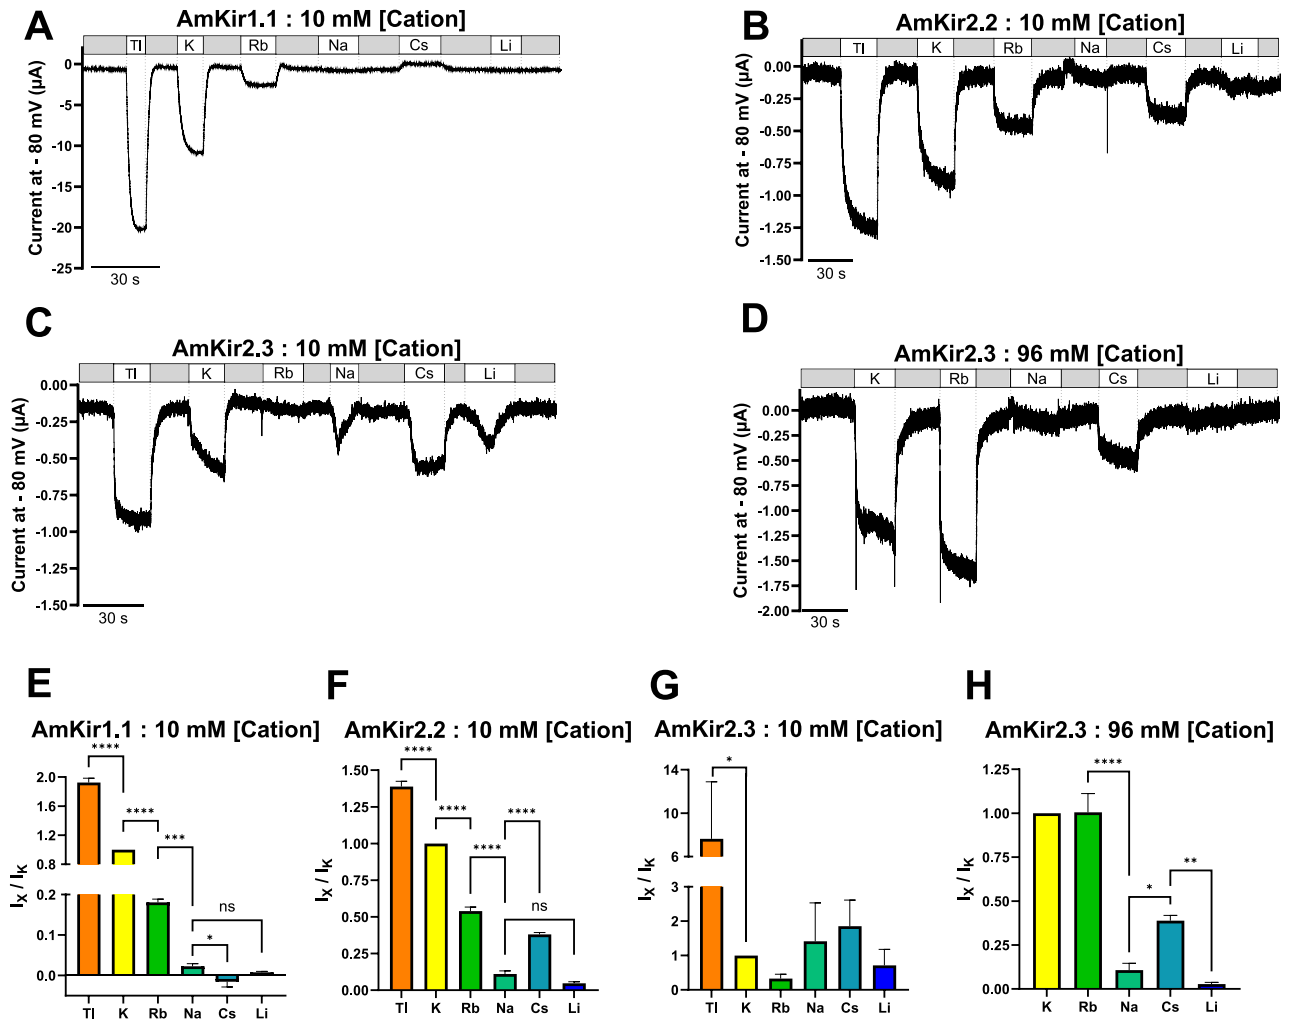 A
AmKir1.1 : 10 mM [Cation]
Tl K Rb Na Cs Li
Current at - 80 mV (µA)
0
-5
-10
-15
-20
-25
30 s
B
AmKir2.2 : 10 mM [Cation]
Tl K Rb Na Cs Li
Current at - 80 mV (µA)
0.00
-0.25
-0.50
-0.75
-1.00
-1.25
-1.50
30 s
C
AmKir2.3 : 10 mM [Cation]
Tl K Rb Na Cs Li
Current at - 80 mV (µA)
0.00
-0.25
-0.50
-0.75
-1.00
-1.25
-1.50
30 s
D
AmKir2.3 : 96 mM [Cation]
K Rb Na Cs Li
Current at - 80 mV (µA)
0.00
-0.25
-0.50
-0.75
-1.00
-1.25
-1.50
-1.75
-2.00
30 s
E
AmKir1.1 : 10 mM [Cation]
IX / IK
2.0
1.6
1.2
0.8
0.2
0.1
0.0
****
****
***
ns
*
Tl K Rb Na Cs Li
F
AmKir2.2 : 10 mM [Cation]
IX / IK
1.50
1.25
1.00
0.75
0.50
0.25
0.00
****
****
****
****
ns
Tl K Rb Na Cs Li
G
AmKir2.3 : 10 mM [Cation]
IX / IK
14
12
10
8
6
3
2
1
0
*
Tl K Rb Na Cs Li
H
AmKir2.3 : 96 mM [Cation]
IX / IK
1.25
1.00
0.75
0.50
0.25
0.00
****
**
*
K Rb Na Cs Li